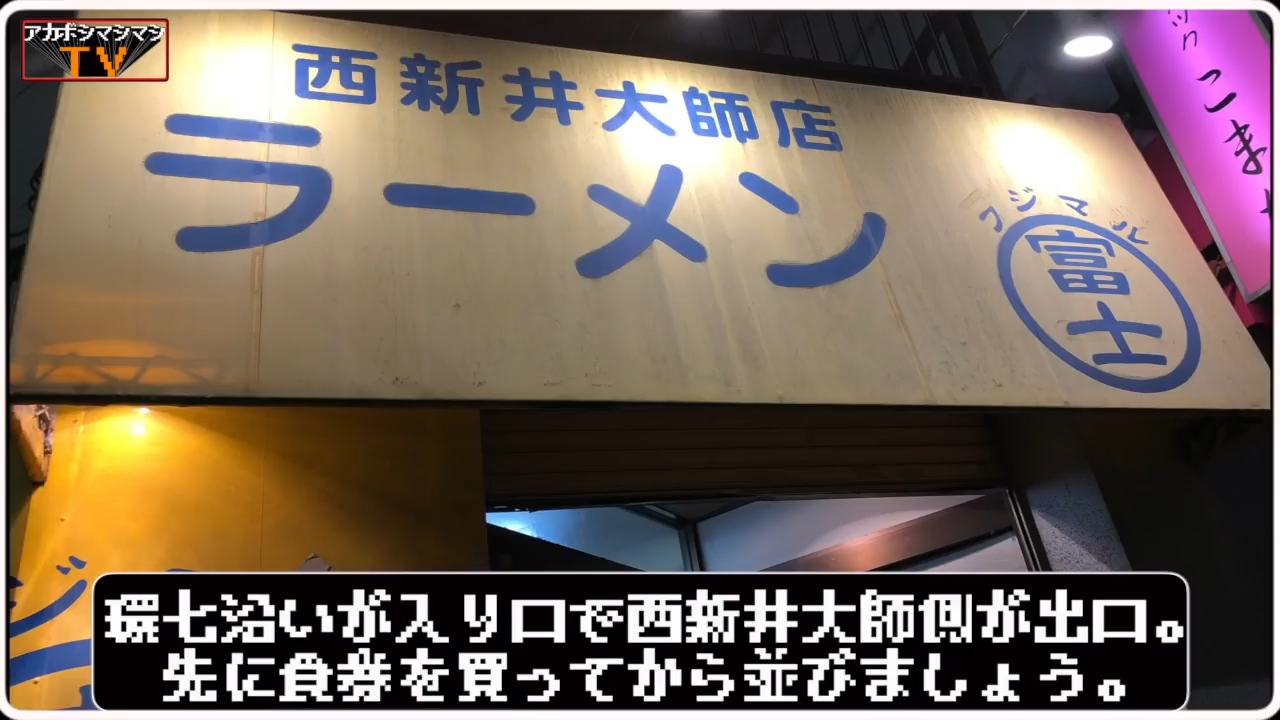 アカボシマシマシ
TV
西新井大師店
ラーメン
フジマル
富士
こま
ジ
環七沿いが入り口で西新井大師側が出口。
先に食券を買ってから並びましょう。